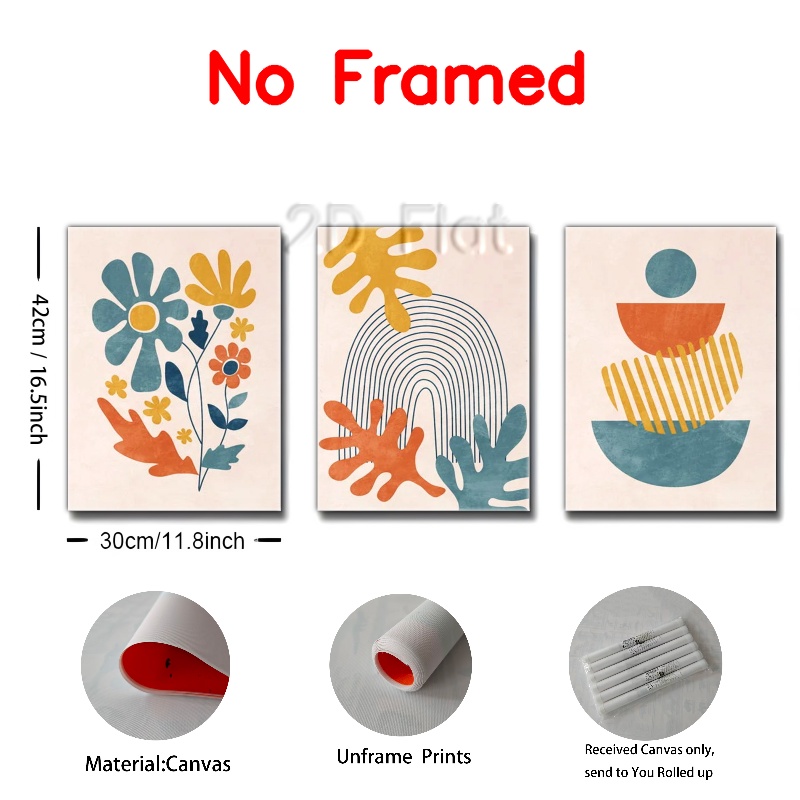 No Framed
2D Flat
42cm / 16.5inch
30cm/11.8inch
Material:Canvas
Unframe Prints
Received Canvas only,
send to You Rolled up